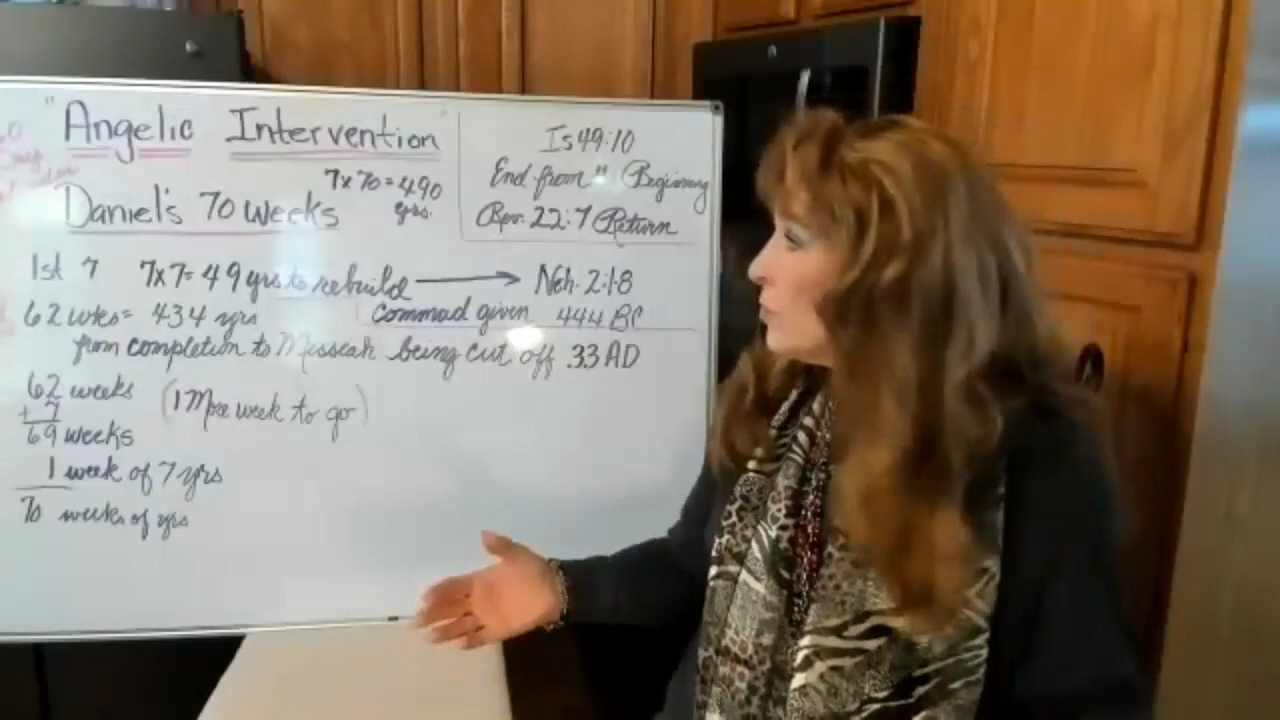 "Angelic Intervention"
7x70=490
yrs.
Daniel's 70 weeks
Is 49:10
End from " Beginning
Rev. 22:7 Return
1st 7 7x7= 49 yrs to rebuild → Neh. 2:1-8
62 wks= 434 yrs Commad given 444 BC
from completion to Messeah being cut off 33 AD
62 weeks
+ 7
69 weeks
(1 More week to go)
1 week of 7 yrs
70 weeks of yrs